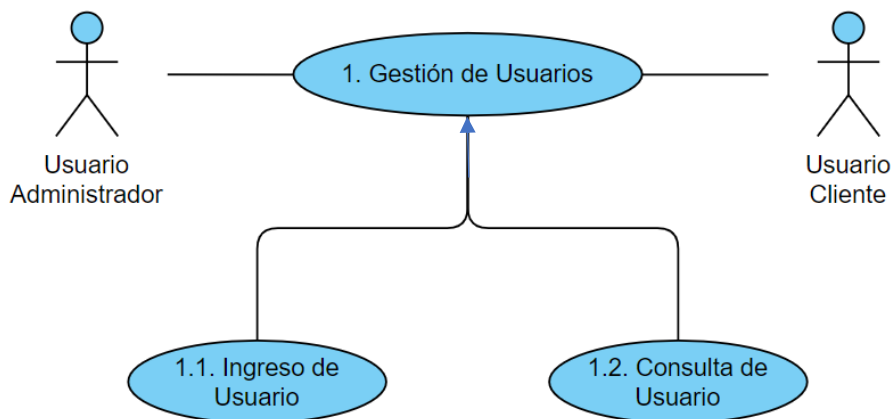 1. Gestión de Usuarios
Usuario
Administrador
Usuario
Cliente
1.1. Ingreso de
Usuario
1.2. Consulta de
Usuario